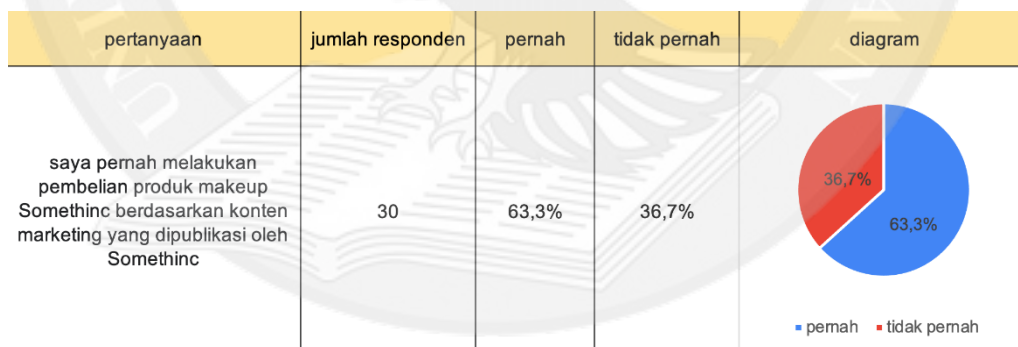 pertanyaan jumlah responden pernah tidak pernah diagram
saya pernah melakukan
pembelian produk makeup
Somethinc berdasarkan konten
marketing yang dipublikasi oleh
Somethinc
30 63,3% 36,7%
36,7%
63,3%
pernah tidak pernah